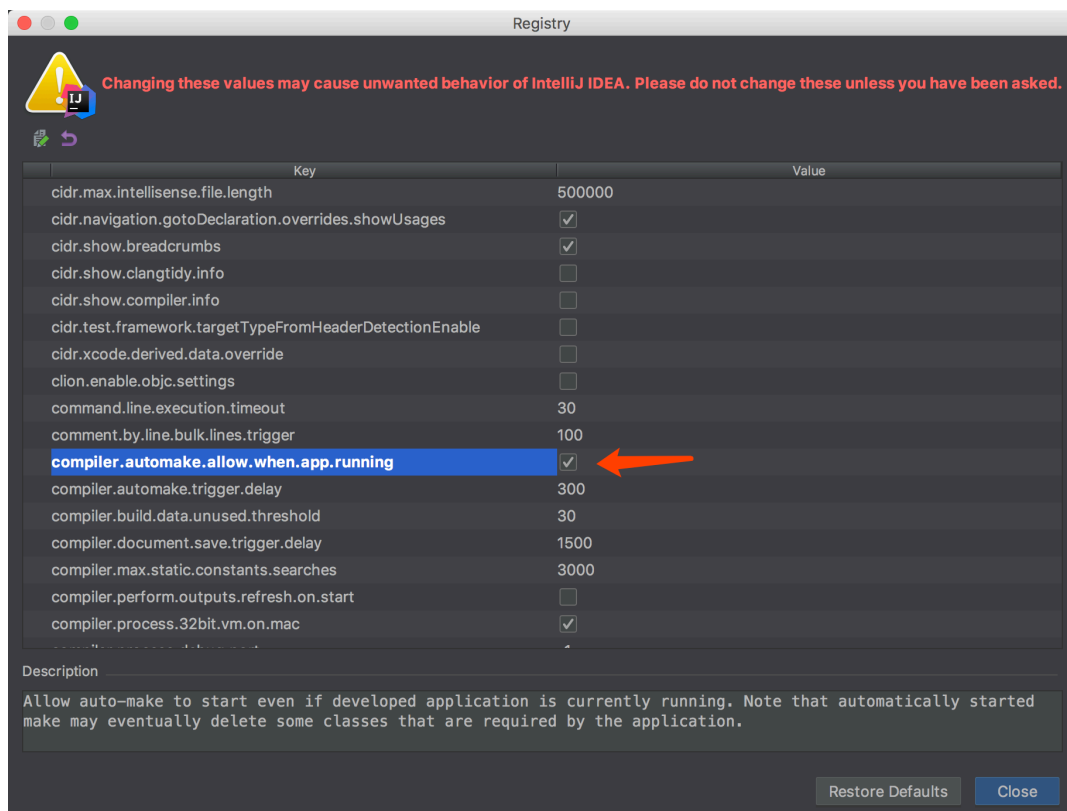 Registry
Changing these values may cause unwanted behavior of IntelliJ IDEA. Please do not change these unless you have been asked.
IJ
Key Value
cidr.max.intellisense.file.length 500000
cidr.navigation.gotoDeclaration.overrides.showUsages
cidr.show.breadcrumbs
cidr.show.clangtidy.info
cidr.show.compiler.info
cidr.test.framework.targetTypeFromHeaderDetectionEnable
cidr.xcode.derived.data.override
clion.enable.objc.settings
command.line.execution.timeout 30
comment.by.line.bulk.lines.trigger 100
compiler.automake.allow.when.app.running
compiler.automake.trigger.delay 300
compiler.build.data.unused.threshold 30
compiler.document.save.trigger.delay 1500
compiler.max.static.constants.searches 3000
compiler.perform.outputs.refresh.on.start
compiler.process.32bit.vm.on.mac
Description
Allow auto-make to start even if developed application is currently running. Note that automatically started
make may eventually delete some classes that are required by the application.
Restore Defaults Close